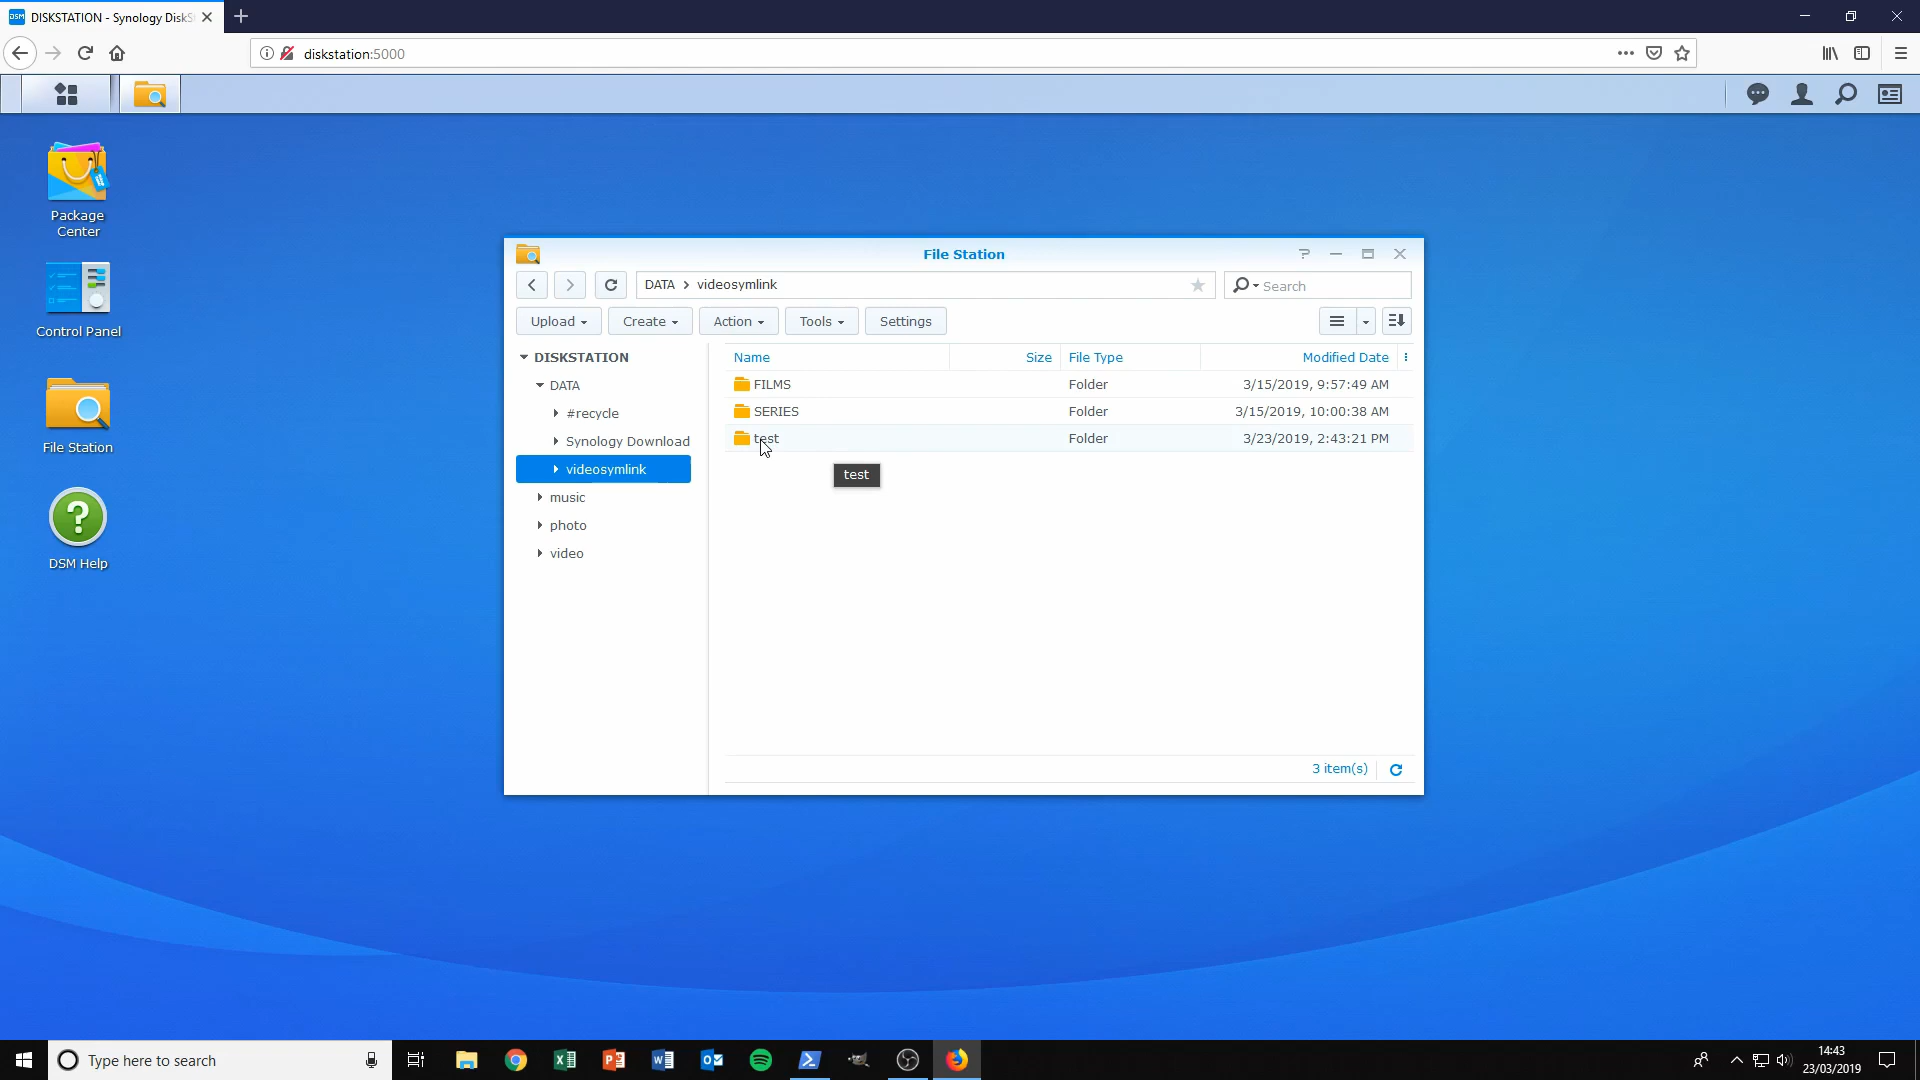 DISKSTATION - Synology DiskS
diskstation:5000
Package
Center
Control Panel
File Station
DSM Help
File Station
DATA videosymlink
Search
Upload Create Action Tools Settings
DISKSTATION
DATA
#recycle
Synology Download
videosymlink
music
photo
video
Name Size File Type Modified Date
FILMS Folder 3/15/2019, 9:57:49 AM
SERIES Folder 3/15/2019, 10:00:38 AM
test Folder 3/23/2019, 2:43:21 PM
test
3 item(s)
Type here to search
14:43
23/03/2019